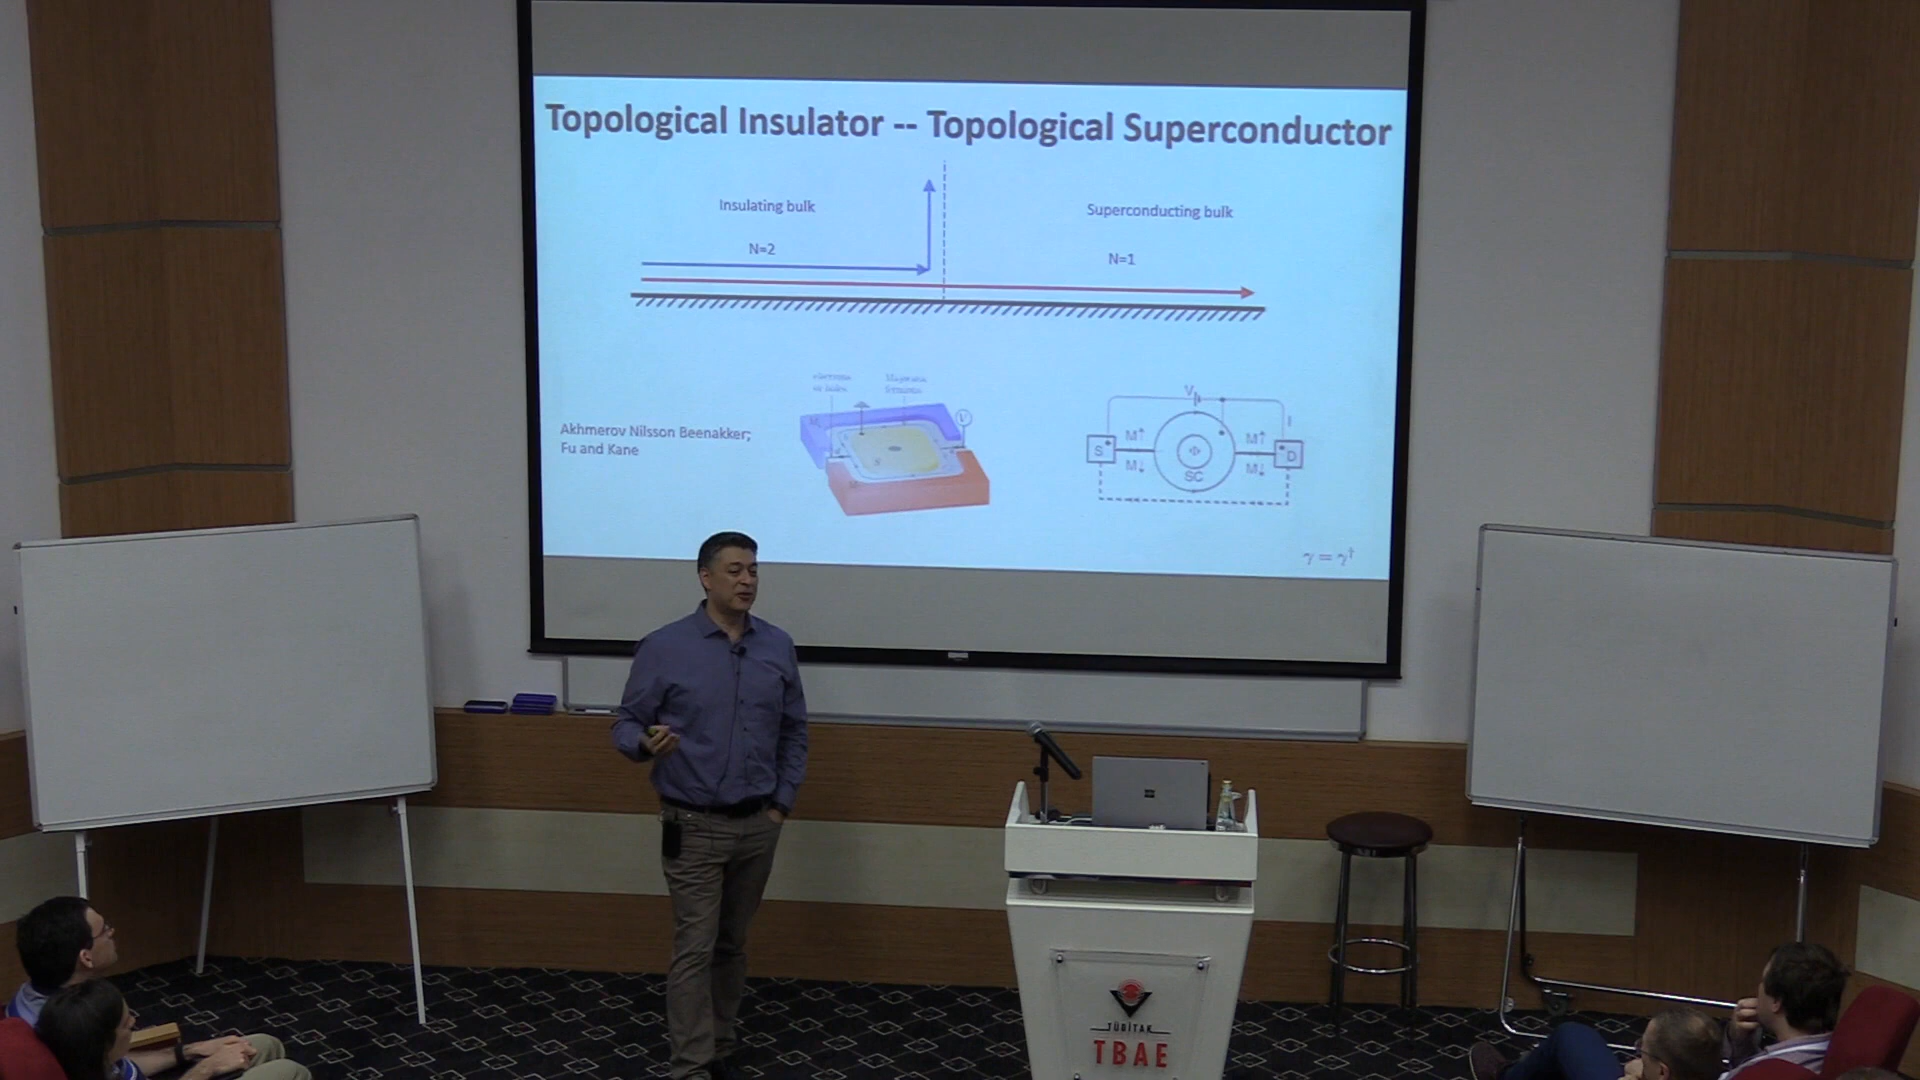 Topological Insulator -- Topological Superconductor
Insulating bulk
Superconducting bulk
N=2
N=1
Akhmerov Nilsson Beenakker;
Fu and Kane
Majorana
V
V
I
S
M↑
M↓
Φ
SC
M↑
M↓
D
γ = γ†
TÜBİTAK
TBAE